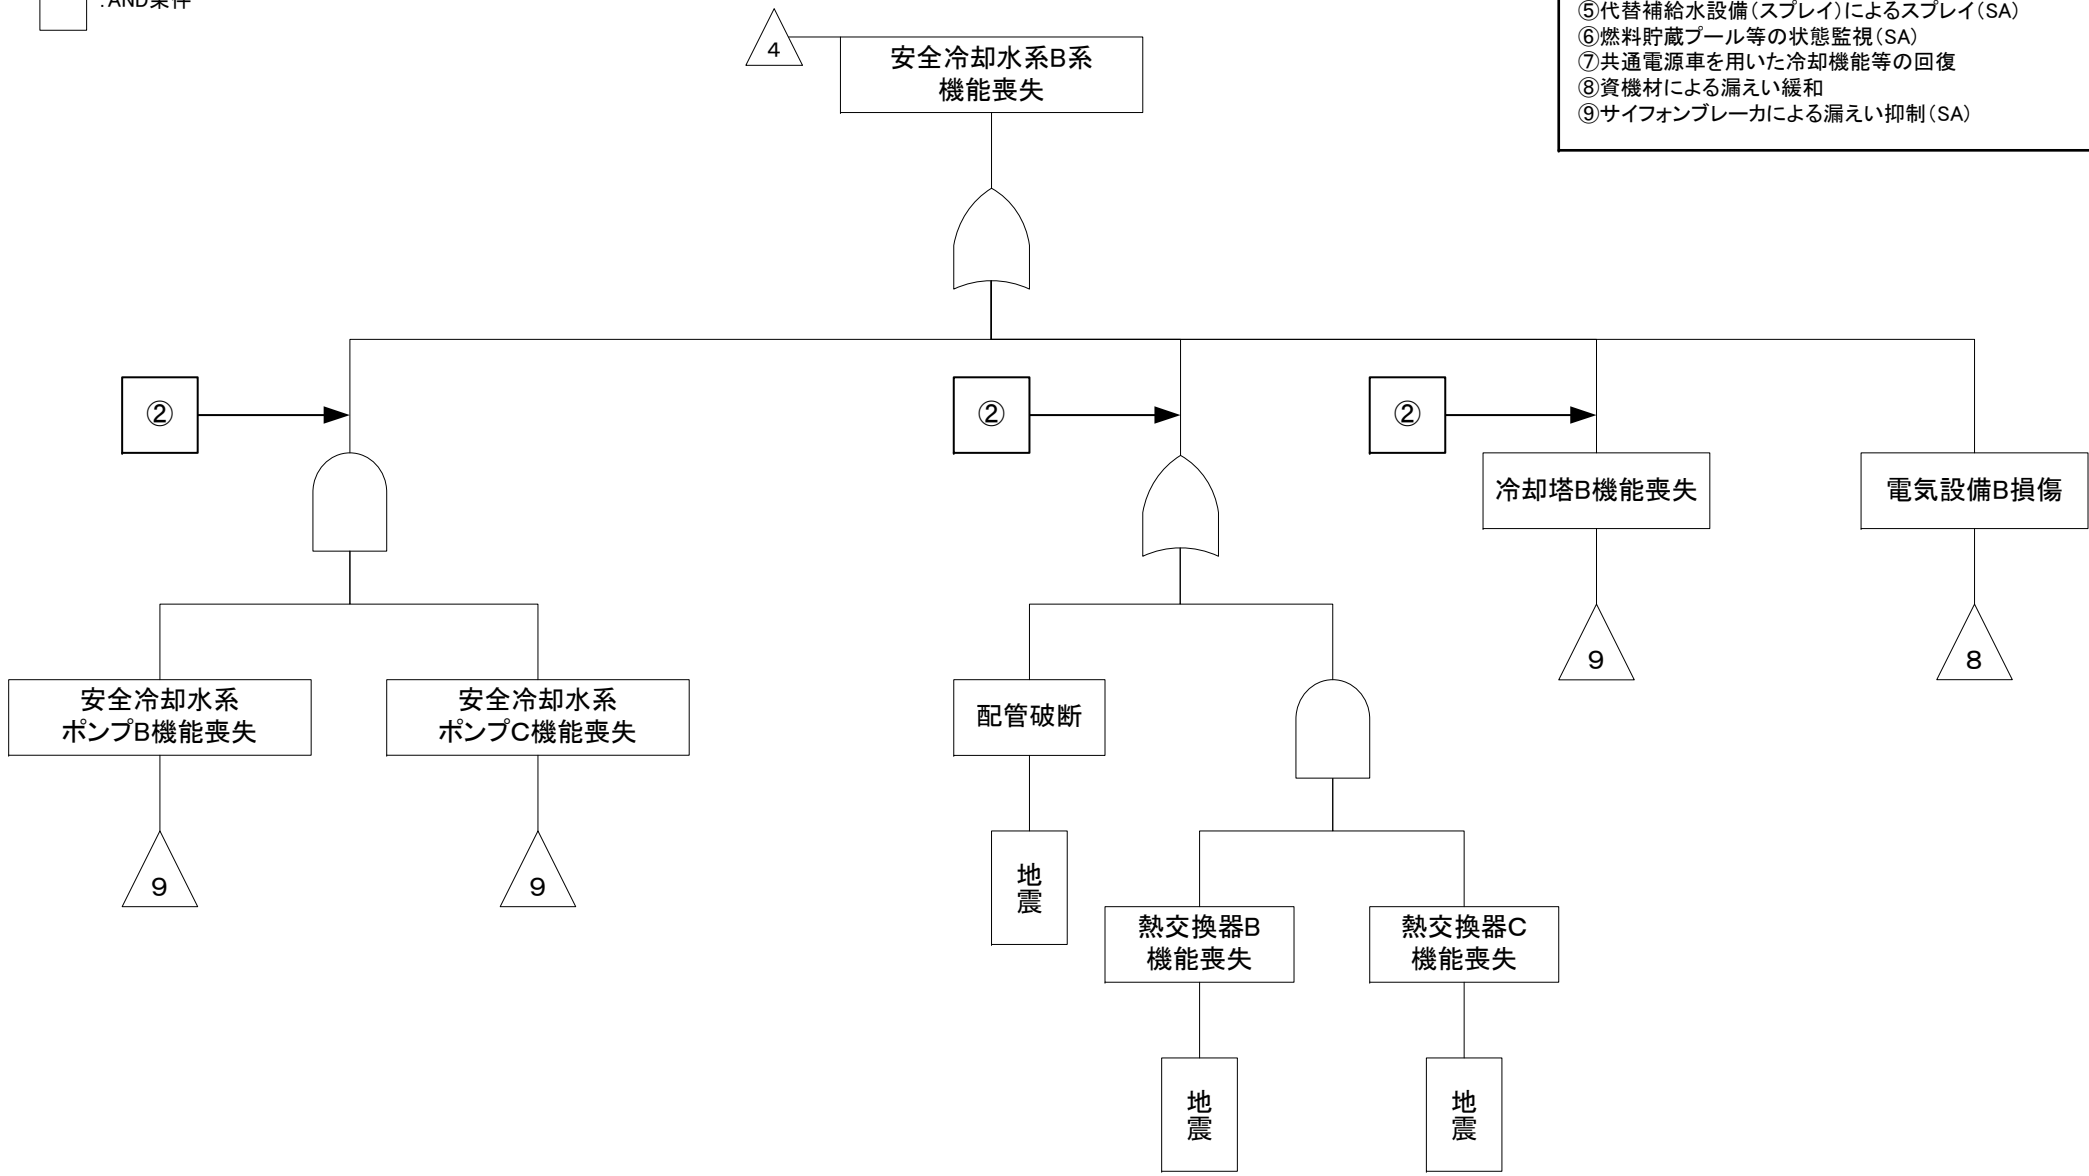 :AND条件
⑤代替補給水設備(スプレイ)によるスプレイ(SA)
⑥燃料貯蔵プール等の状態監視(SA)
⑦共通電源車を用いた冷却機能等の回復
⑧資機材による漏えい緩和
⑨サイフォンブレーカによる漏えい抑制(SA)
4
安全冷却水系B系
機能喪失
②
②
②
冷却塔B機能喪失
電気設備B損傷
9
8
安全冷却水系
ポンプB機能喪失
安全冷却水系
ポンプC機能喪失
配管破断
9
9
地
震
熱交換器B
機能喪失
熱交換器C
機能喪失
地
震
地
震